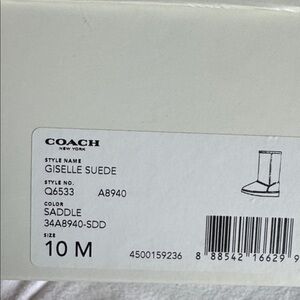 COACH
NEW YORK
STYLE NAME
GISELLE SUEDE
STYLE NO.
Q6533 A8940
COLOR
SADDLE
34A8940-SDD
SIZE
10 M
4500159236
8 88542 16629 9